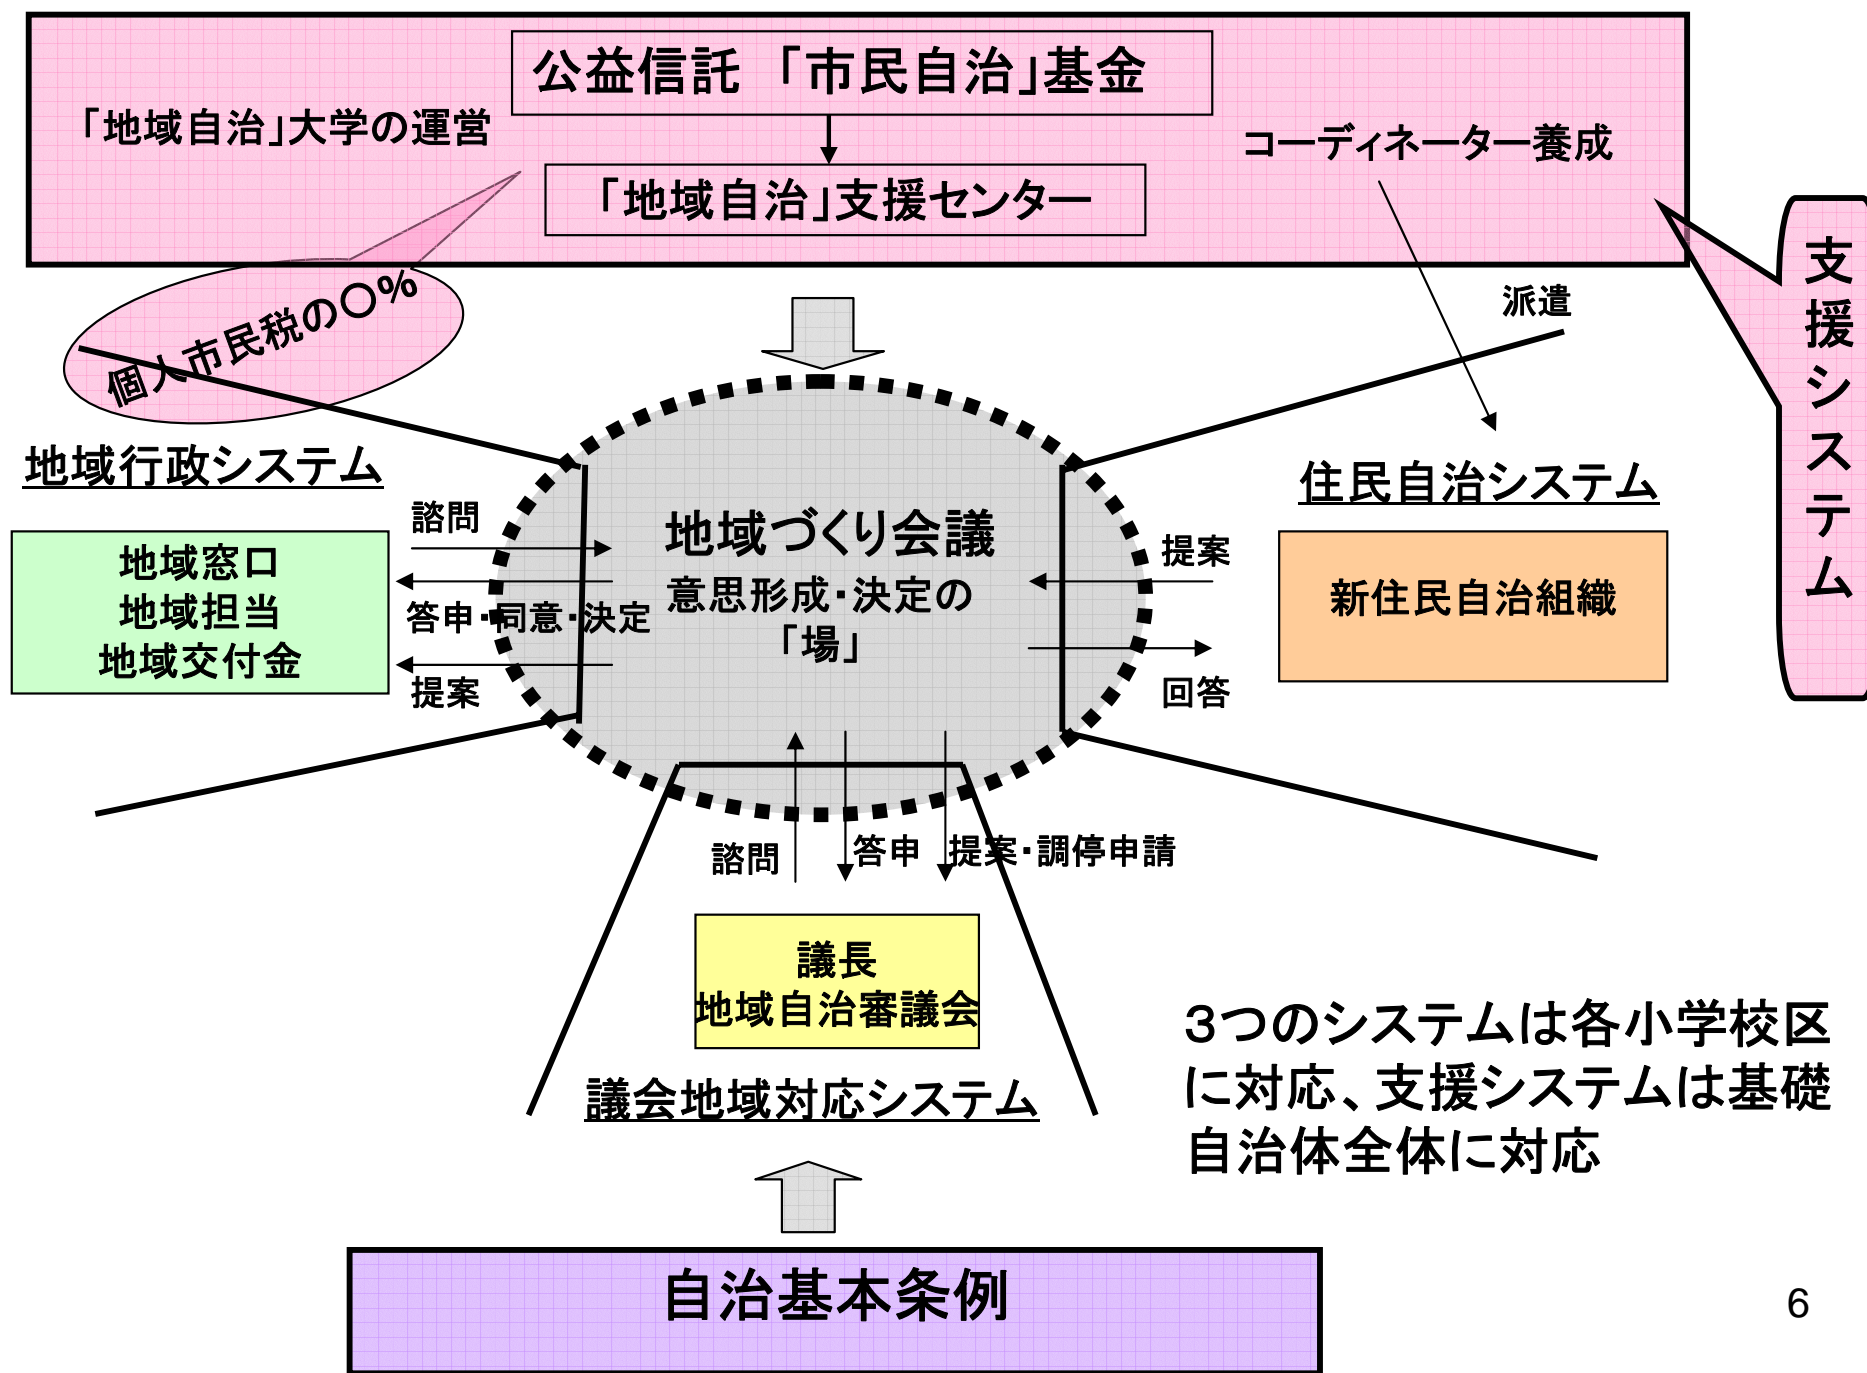 公益信託 「市民自治」基金
「地域自治」大学の運営
コーディネーター養成
「地域自治」支援センター
支援システム
個人市民税の〇%
派遣
地域行政システム
住民自治システム
諮問
地域づくり会議
意思形成・決定の
「場」
提案
地域窓口
地域担当
地域交付金
答申・同意・決定
新住民自治組織
提案
回答
諮問
答申
提案・調停申請
議長
地域自治審議会
議会地域対応システム
3つのシステムは各小学校区
に対応、支援システムは基礎
自治体全体に対応
自治基本条例
6